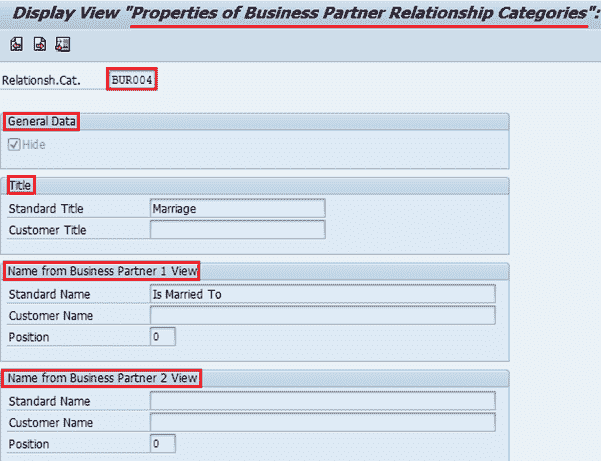 Display View "Properties of Business Partner Relationship Categories":
Relationsh.Cat. BUR004
General Data
Hide
Title
Standard Title Marriage
Customer Title
Name from Business Partner 1 View
Standard Name Is Married To
Customer Name
Position 0
Name from Business Partner 2 View
Standard Name
Customer Name
Position 0